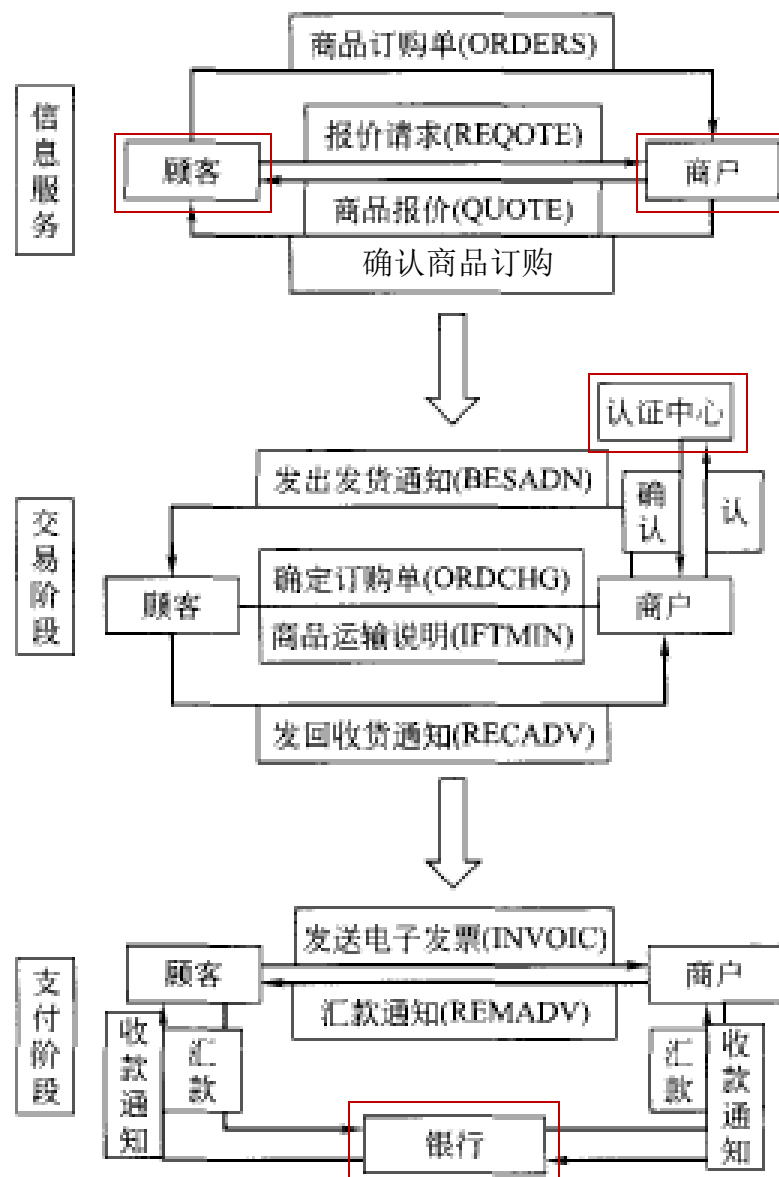 商品订购单(ORDERS)
信息服务
报价请求(REQOTE)
顾客
商户
商品报价(QUOTE)
确认商品订购
认证中心
发出发货通知(BESADN)
确认
认
交易阶段
确定订购单(ORDCHG)
顾客
商户
商品运输说明(IFTMIN)
发回收货通知(RECADV)
发送电子发票(INVOIC)
顾客
商户
支付阶段
汇款通知(REMADV)
收款通知
汇款
汇款
收款通知
银行